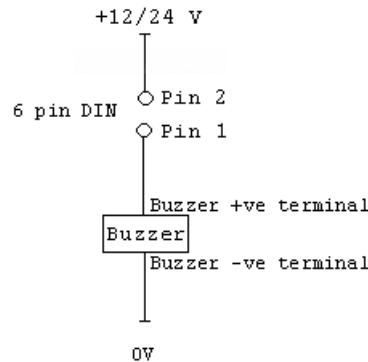 +12/24 V
Pin 2
6 pin DIN
Pin 1
Buzzer +ve terminal
Buzzer
Buzzer -ve terminal
0V